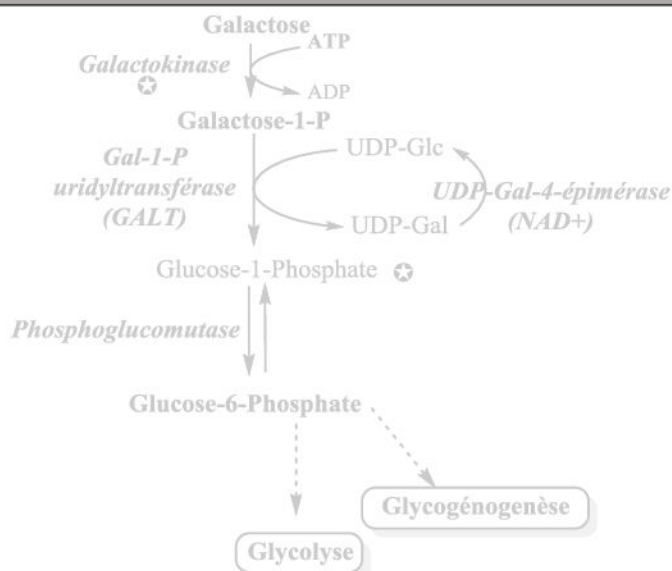 Galactose
ATP
Galactokinase
ADP
Galactose-1-P
Gal-1-P
uridyltransférase
(GALT)
UDP-Glc
UDP-Gal-4-épimérase
(NAD+)
UDP-Gal
Glucose-1-Phosphate
Phosphoglucomutase
Glucose-6-Phosphate
Glycogénogenèse
Glycolyse